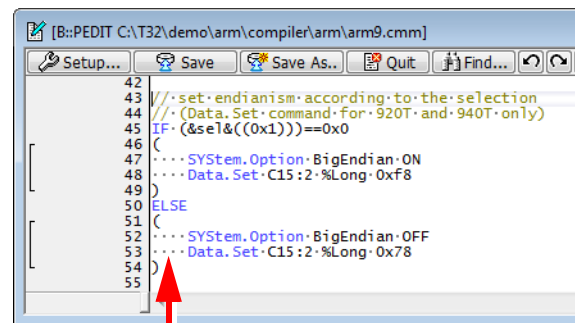 [B::PEDIT C:\T32\demo\arm\compiler\arm\arm9.cmm]
Setup... Save Save As.. Quit Find...
42
43 //·set·endianism·according·to·the·selection
44 //·(Data.Set·command·for·920T·and·940T·only)
45 IF·(&sel&((0x1)))==0x0
46 (
47 ····SYStem.Option·BigEndian·ON
48 ····Data.Set·C15:2·%Long·0xf8
49 )
50 ELSE
51 (
52 ····SYStem.Option·BigEndian·OFF
53 ····Data.Set·C15:2·%Long·0x78
54 )
55